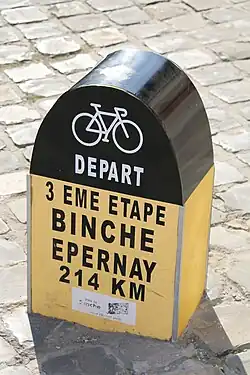 DEPART
3 EME ETAPE
BINCHE
EPERNAY
214 KM